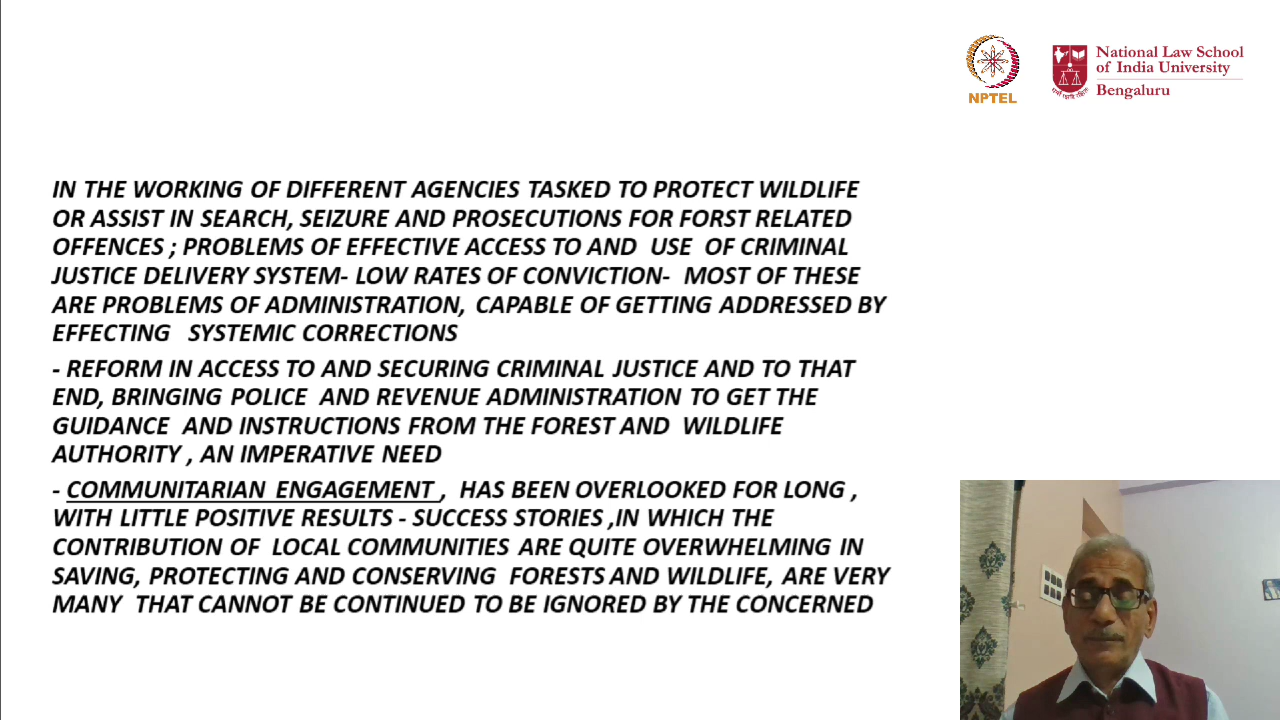 NPTEL
National Law School
of India University
Bengaluru
IN THE WORKING OF DIFFERENT AGENCIES TASKED TO PROTECT WILDLIFE
OR ASSIST IN SEARCH, SEIZURE AND PROSECUTIONS FOR FORST RELATED
OFFENCES ; PROBLEMS OF EFFECTIVE ACCESS TO AND USE OF CRIMINAL
JUSTICE DELIVERY SYSTEM- LOW RATES OF CONVICTION- MOST OF THESE
ARE PROBLEMS OF ADMINISTRATION, CAPABLE OF GETTING ADDRESSED BY
EFFECTING SYSTEMIC CORRECTIONS
- REFORM IN ACCESS TO AND SECURING CRIMINAL JUSTICE AND TO THAT
END, BRINGING POLICE AND REVENUE ADMINISTRATION TO GET THE
GUIDANCE AND INSTRUCTIONS FROM THE FOREST AND WILDLIFE
AUTHORITY , AN IMPERATIVE NEED
- COMMUNITARIAN ENGAGEMENT , HAS BEEN OVERLOOKED FOR LONG ,
WITH LITTLE POSITIVE RESULTS - SUCCESS STORIES ,IN WHICH THE
CONTRIBUTION OF LOCAL COMMUNITIES ARE QUITE OVERWHELMING IN
SAVING, PROTECTING AND CONSERVING FORESTS AND WILDLIFE, ARE VERY
MANY THAT CANNOT BE CONTINUED TO BE IGNORED BY THE CONCERNED